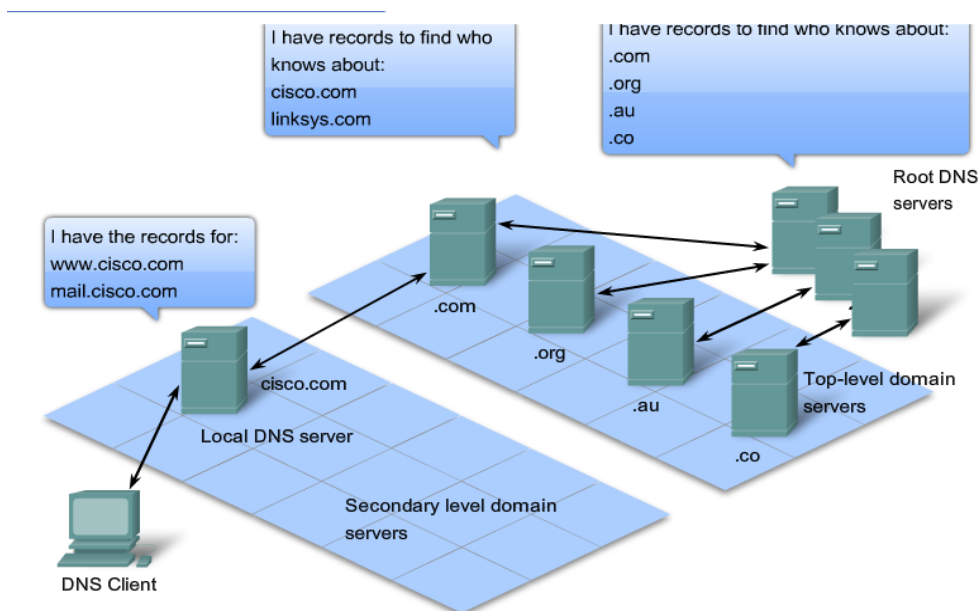 I have records to find who
knows about:
cisco.com
linksys.com
I have records to find who knows about:
.com
.org
.au
.co
Root DNS
servers
I have the records for:
www.cisco.com
mail.cisco.com
.com
.org
.au
.co
Top-level domain
servers
cisco.com
Local DNS server
Secondary level domain
servers
DNS Client